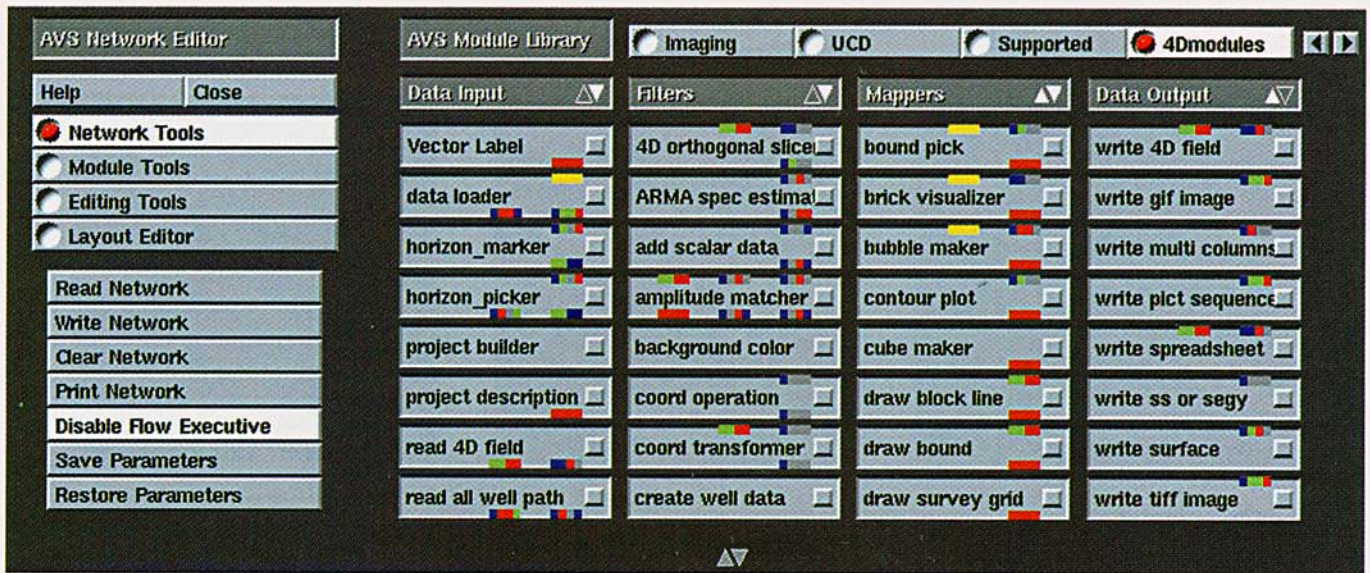 AVS Network Editor
Help
Close
Network Tools
Module Tools
Editing Tools
Layout Editor
Read Network
Write Network
Clear Network
Print Network
Disable Flow Executive
Save Parameters
Restore Parameters
AVS Module Library
Imaging
UCD
Supported
4Dmodules
Data Input
Vector Label
data loader
horizon_marker
horizon_picker
project builder
project description
read 4D field
read all well path
Filters
4D orthogonal slicer
ARMA spec estimat
add scalar data
amplitude matcher
background color
coord operation
coord transformer
create well data
Mappers
bound pick
brick visualizer
bubble maker
contour plot
cube maker
draw block line
draw bound
draw survey grid
Data Output
write 4D field
write gif image
write multi columns
write pict sequence
write spreadsheet
write ss or segy
write surface
write tiff image